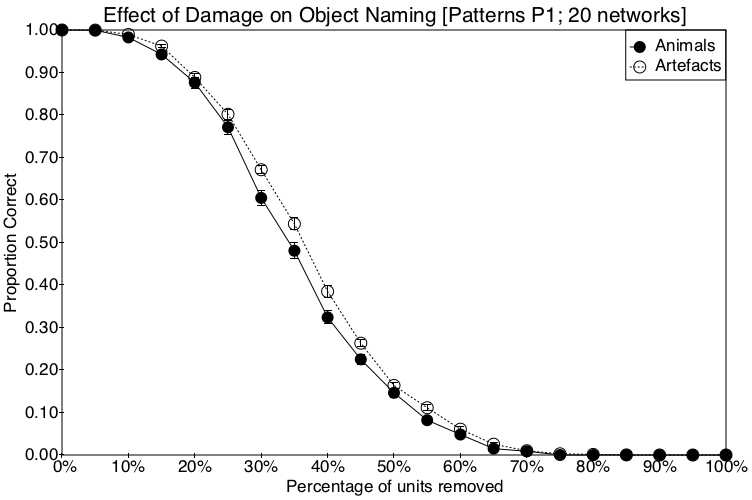 Effect of Damage on Object Naming [Patterns P1; 20 networks]
Animals
Artefacts
1.00
0.90
0.80
0.70
0.60
0.50
0.40
0.30
0.20
0.10
0.00
Proportion Correct
0% 10% 20% 30% 40% 50% 60% 70% 80% 90% 100%
Percentage of units removed